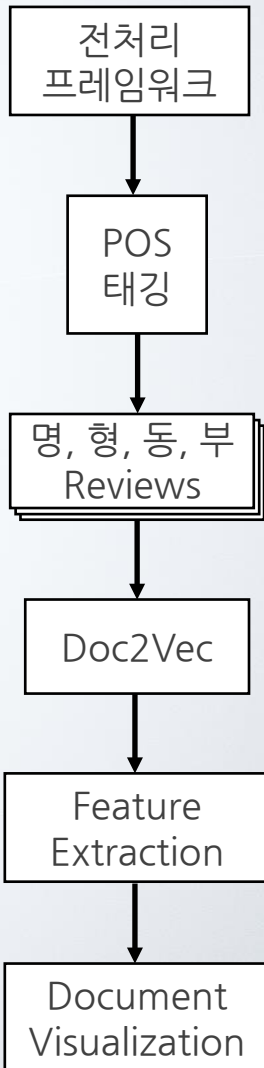 전처리
프레임워크
POS
태깅
명, 형, 동, 부
Reviews
Doc2Vec
Feature
Extraction
Document
Visualization